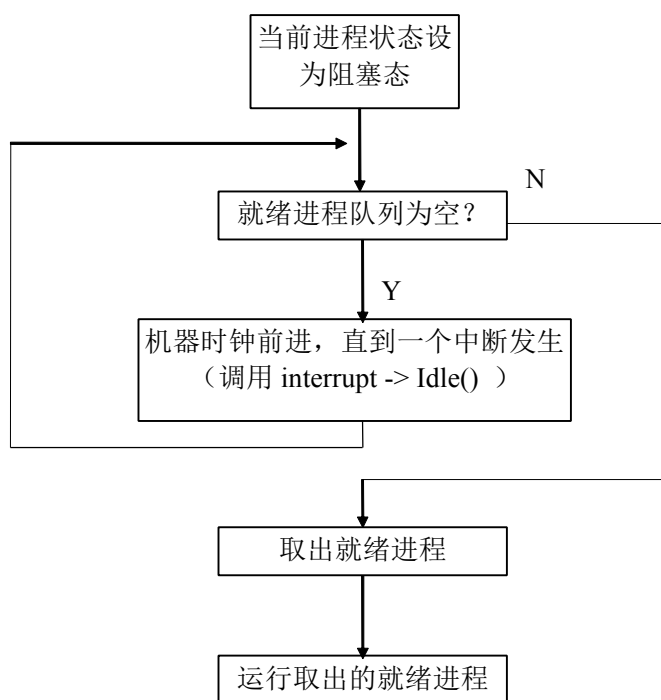 当前进程状态设
为阻塞态
N
就绪进程队列为空？
Y
机器时钟前进，直到一个中断发生
（调用 interrupt -> Idle() ）
取出就绪进程
运行取出的就绪进程